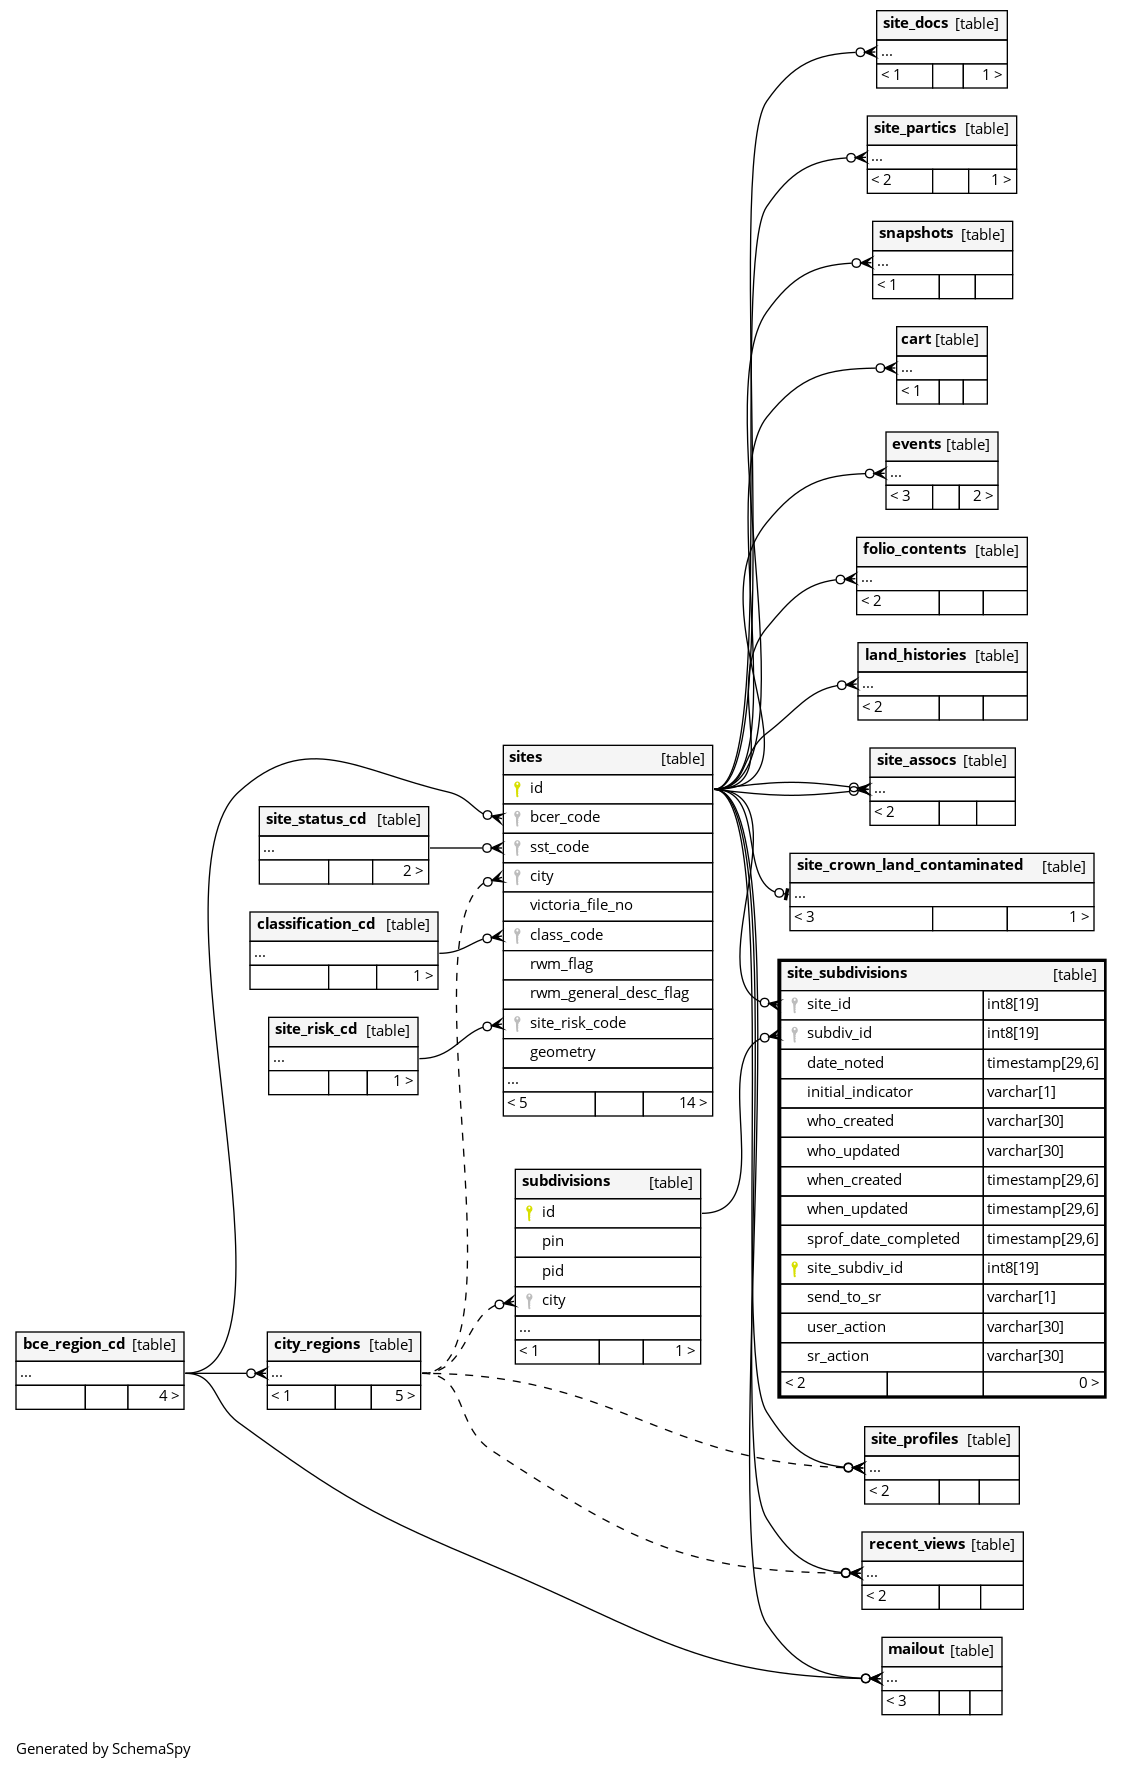 site_docs [table]
...
< 1 1 >
site_partics [table]
...
< 2 1 >
snapshots [table]
...
< 1
cart [table]
...
< 1
events [table]
...
< 3 2 >
folio_contents [table]
...
< 2
land_histories [table]
...
< 2
site_assocs [table]
...
< 2
site_crown_land_contaminated [table]
...
< 3 1 >
sites [table]
id
bcer_code
sst_code
city
victoria_file_no
class_code
rwm_flag
rwm_general_desc_flag
site_risk_code
geometry
...
< 5 14 >
site_status_cd [table]
...
2 >
classification_cd [table]
...
1 >
site_risk_cd [table]
...
1 >
site_subdivisions [table]
site_id int8[19]
subdiv_id int8[19]
date_noted timestamp[29,6]
initial_indicator varchar[1]
who_created varchar[30]
who_updated varchar[30]
when_created timestamp[29,6]
when_updated timestamp[29,6]
sprof_date_completed timestamp[29,6]
site_subdiv_id int8[19]
send_to_sr varchar[1]
user_action varchar[30]
sr_action varchar[30]
< 2 0 >
subdivisions [table]
id
pin
pid
city
...
< 1 1 >
bce_region_cd [table]
...
4 >
city_regions [table]
...
< 1 5 >
site_profiles [table]
...
< 2
recent_views [table]
...
< 2
mailout [table]
...
< 3
Generated by SchemaSpy